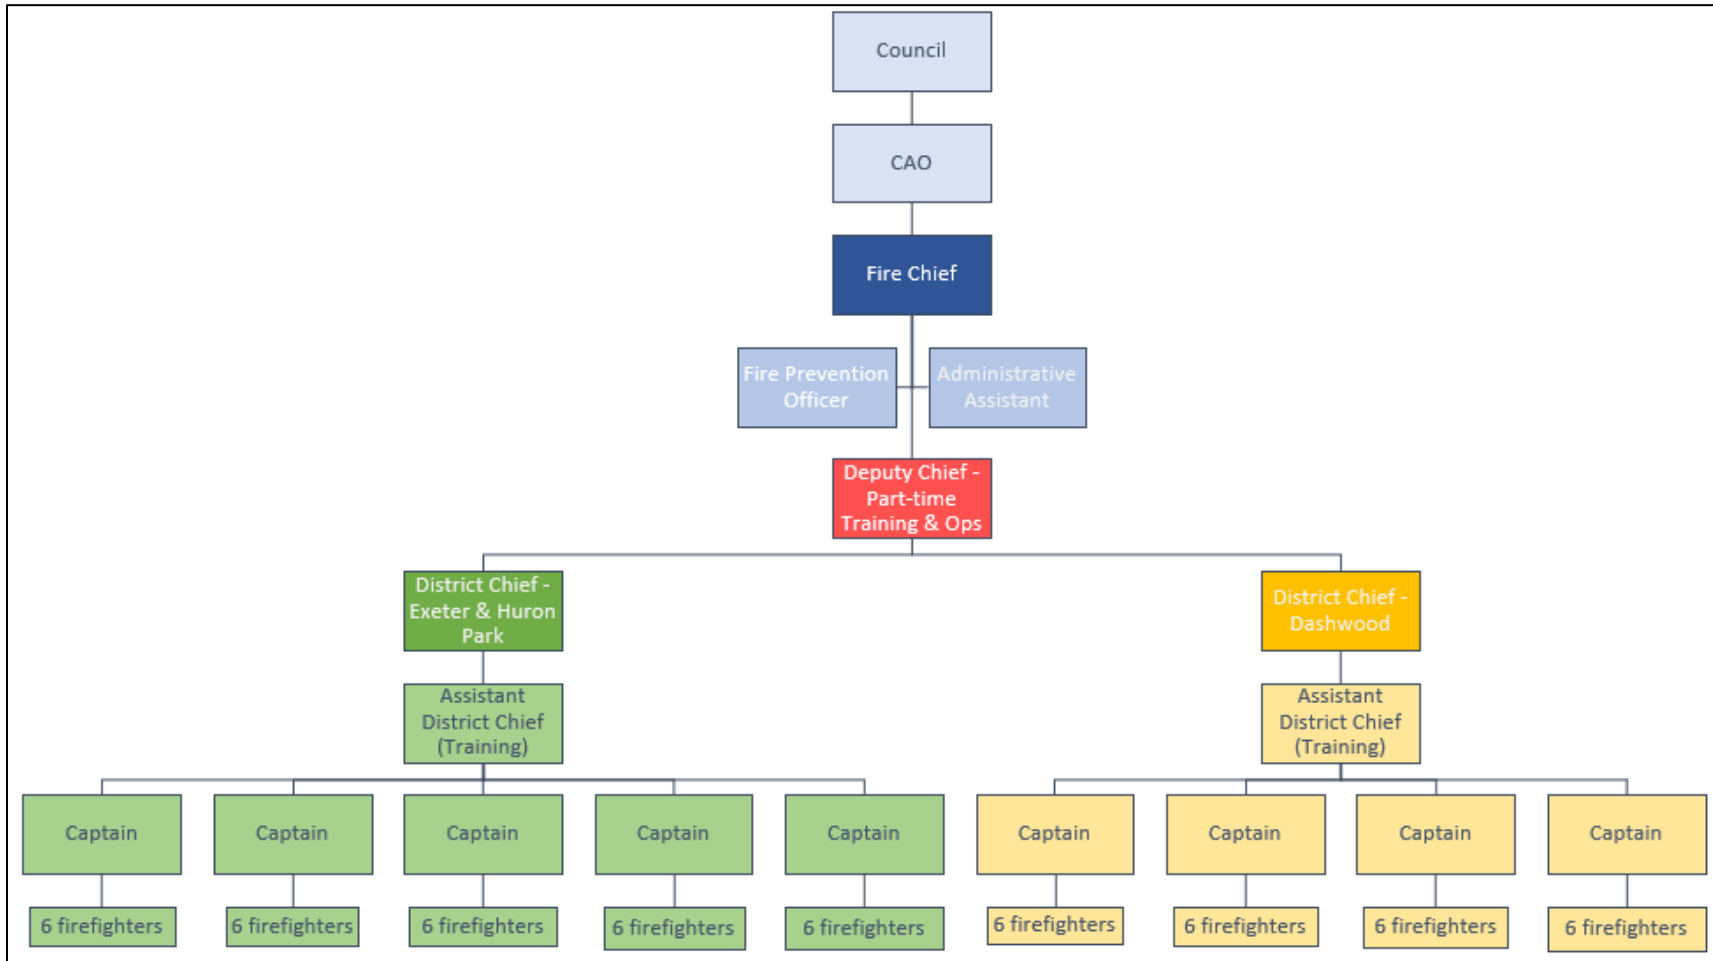 Council
CAO
Fire Chief
Fire Prevention
Officer
Administrative
Assistant
Deputy Chief -
Part-time
Training & Ops
District Chief -
Exeter & Huron
Park
District Chief -
Dashwood
Assistant
District Chief
(Training)
Assistant
District Chief
(Training)
Captain
Captain
Captain
Captain
Captain
Captain
Captain
Captain
Captain
6 firefighters
6 firefighters
6 firefighters
6 firefighters
6 firefighters
6 firefighters
6 firefighters
6 firefighters
6 firefighters